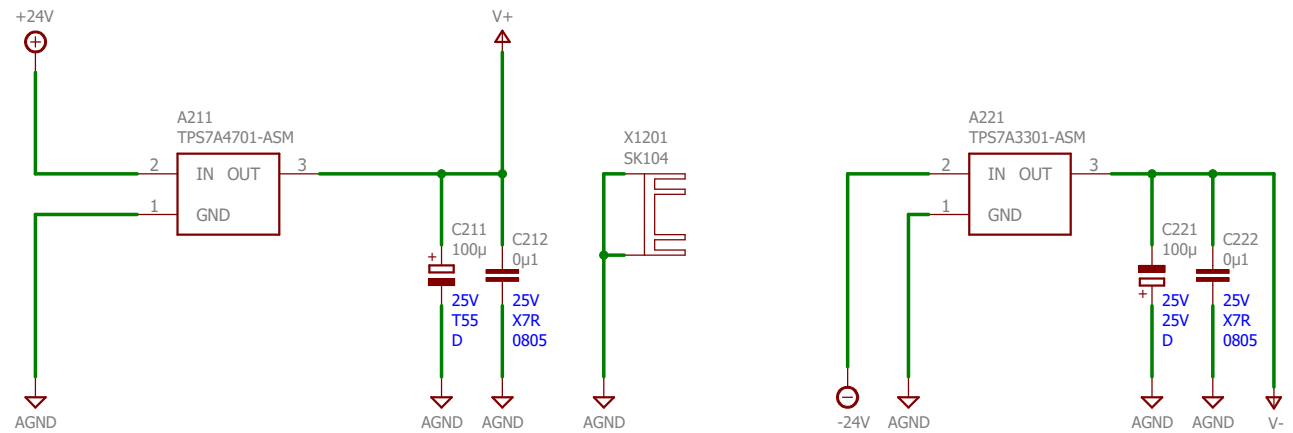 +24V
V+
A211
TPS7A4701-ASM
2
IN OUT
3
1
GND
C211
100µ
+
25V
T55
D
C212
0µ1
25V
X7R
0805
AGND
AGND
AGND
X1201
SK104
AGND
A221
TPS7A3301-ASM
2
IN OUT
3
1
GND
C221
100µ
+
25V
25V
D
C222
0µ1
25V
X7R
0805
-24V
AGND
AGND
AGND
V-